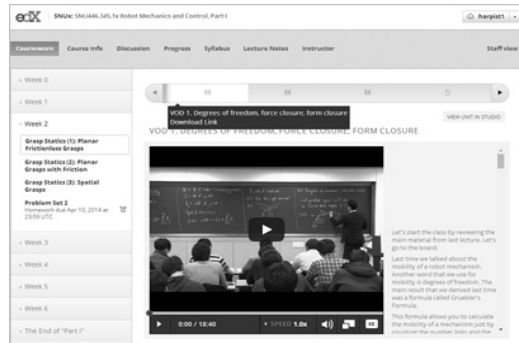 edX
SNUx: SNU446.345.1x Robot Mechanics and Control, Part I
harpist1
Courseware
Course Info
Discussion
Progress
Syllabus
Lecture Notes
Instructor
Staff view
Week 0
Week 1
Week 2
Grasp Statics (1): Planar
Frictionless Grasps
Grasp Statics (2): Planar
Grasps with Friction
Grasp Statics (3): Spatial
Grasps
Problem Set 2
Homework due Apr 10, 2014 at
23:59 UTC
Week 3
Week 4
Week 5
Week 6
The End of "Part I"
VOD 1. Degrees of freedom, force closure, form closure
Download Link
VIEW UNIT IN STUDIO
VOD 1. DEGREES OF FREEDOM, FORCE CLOSURE, FORM CLOSURE
Let's start the class by reviewing the
main material from last lecture. Let's
go to the board.
Last time we talked about the
mobility of a robot mechanism.
Another word that we use for
mobility is degrees of freedom. The
main result that we derived last time
was a formula called Gruebler's
Formula.
This formula allows you to calculate
the mobility of a mechanism just by
counting the number links and the
0:00 / 18:40
SPEED 1.0x
CC